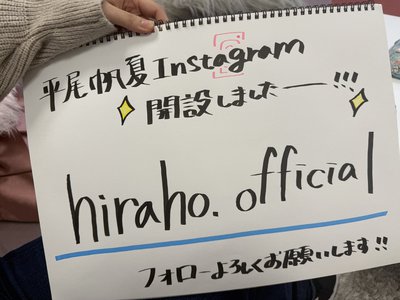 平尾帆夏Instagram
開設しましたー!!!
hiraho.official
フォローよろしくお願いします!!